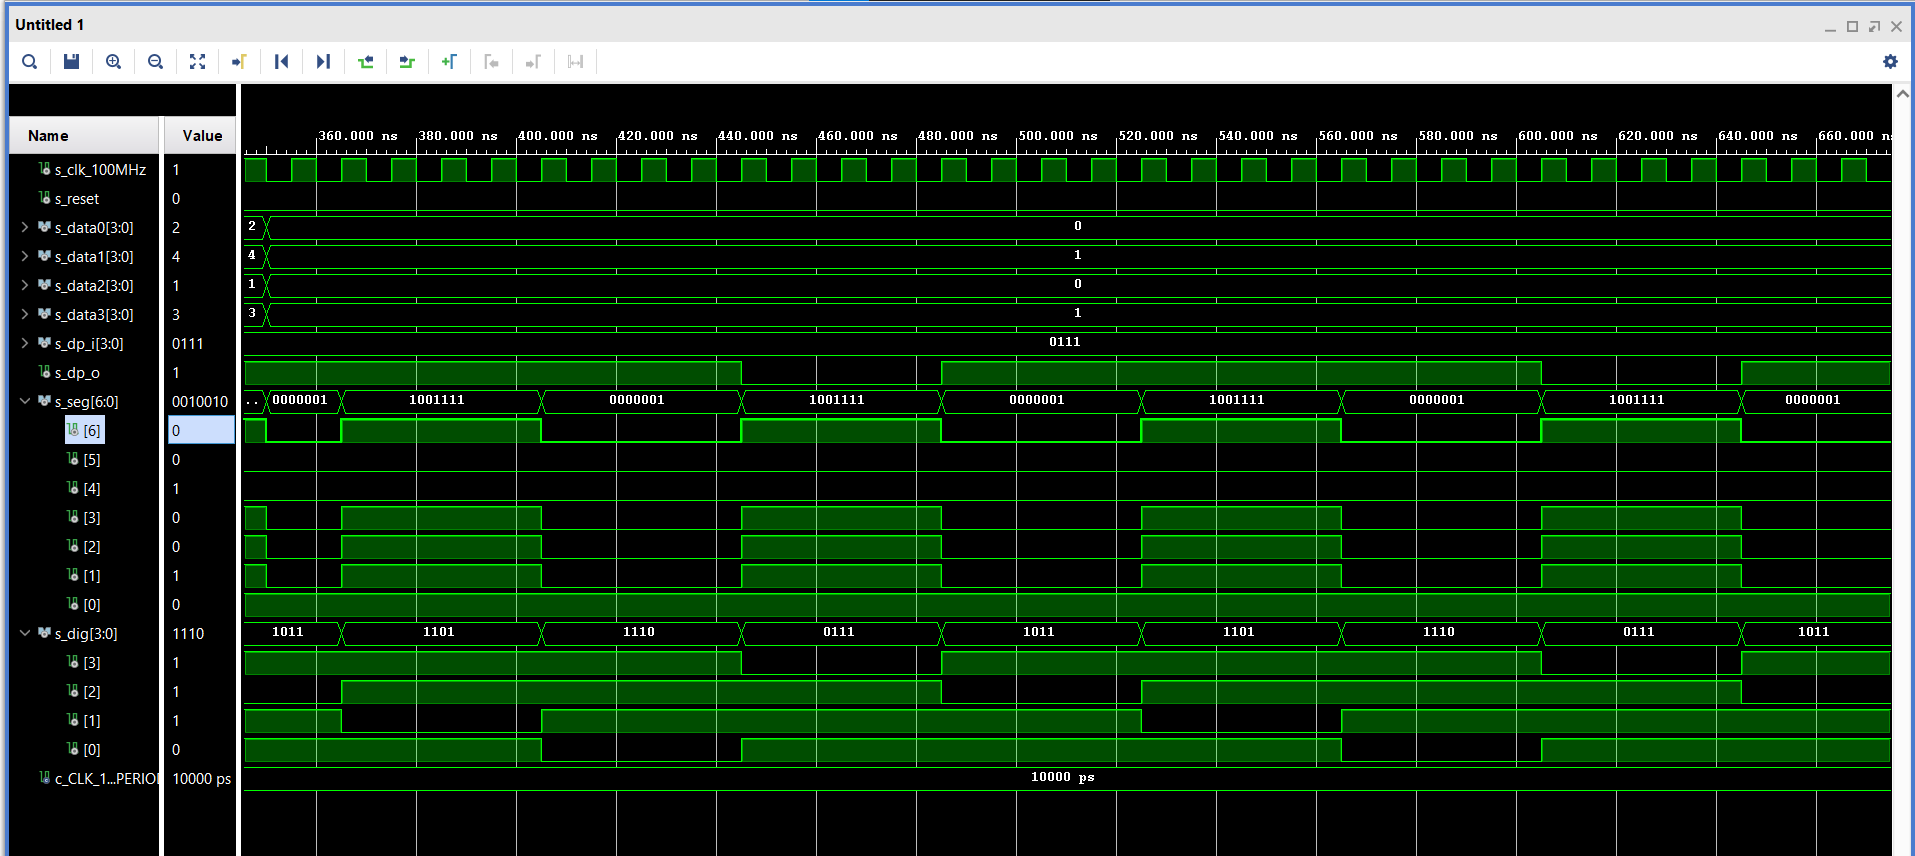 Untitled 1
360.000 ns 380.000 ns 400.000 ns 420.000 ns 440.000 ns 460.000 ns 480.000 ns 500.000 ns 520.000 ns 540.000 ns 560.000 ns 580.000 ns 600.000 ns 620.000 ns 640.000 ns 660.000 n
Name Value
s_clk_100MHz 1
s_reset 0
s_data0[3:0] 2 2 0
s_data1[3:0] 4 4 1
s_data2[3:0] 1 1 0
s_data3[3:0] 3 3 1
s_dp_i[3:0] 0111 0111
s_dp_o 1
s_seg[6:0] 0010010 .. 0000001 1001111 0000001 1001111 0000001 1001111 0000001 1001111 0000001
[6] 0
[5] 0
[4] 1
[3] 0
[2] 0
[1] 1
[0] 0
s_dig[3:0] 1110 1011 1101 1110 0111 1011 1101 1110 0111 1011
[3] 1
[2] 1
[1] 1
[0] 0
c_CLK_1...PERIO 10000 ps 10000 ps